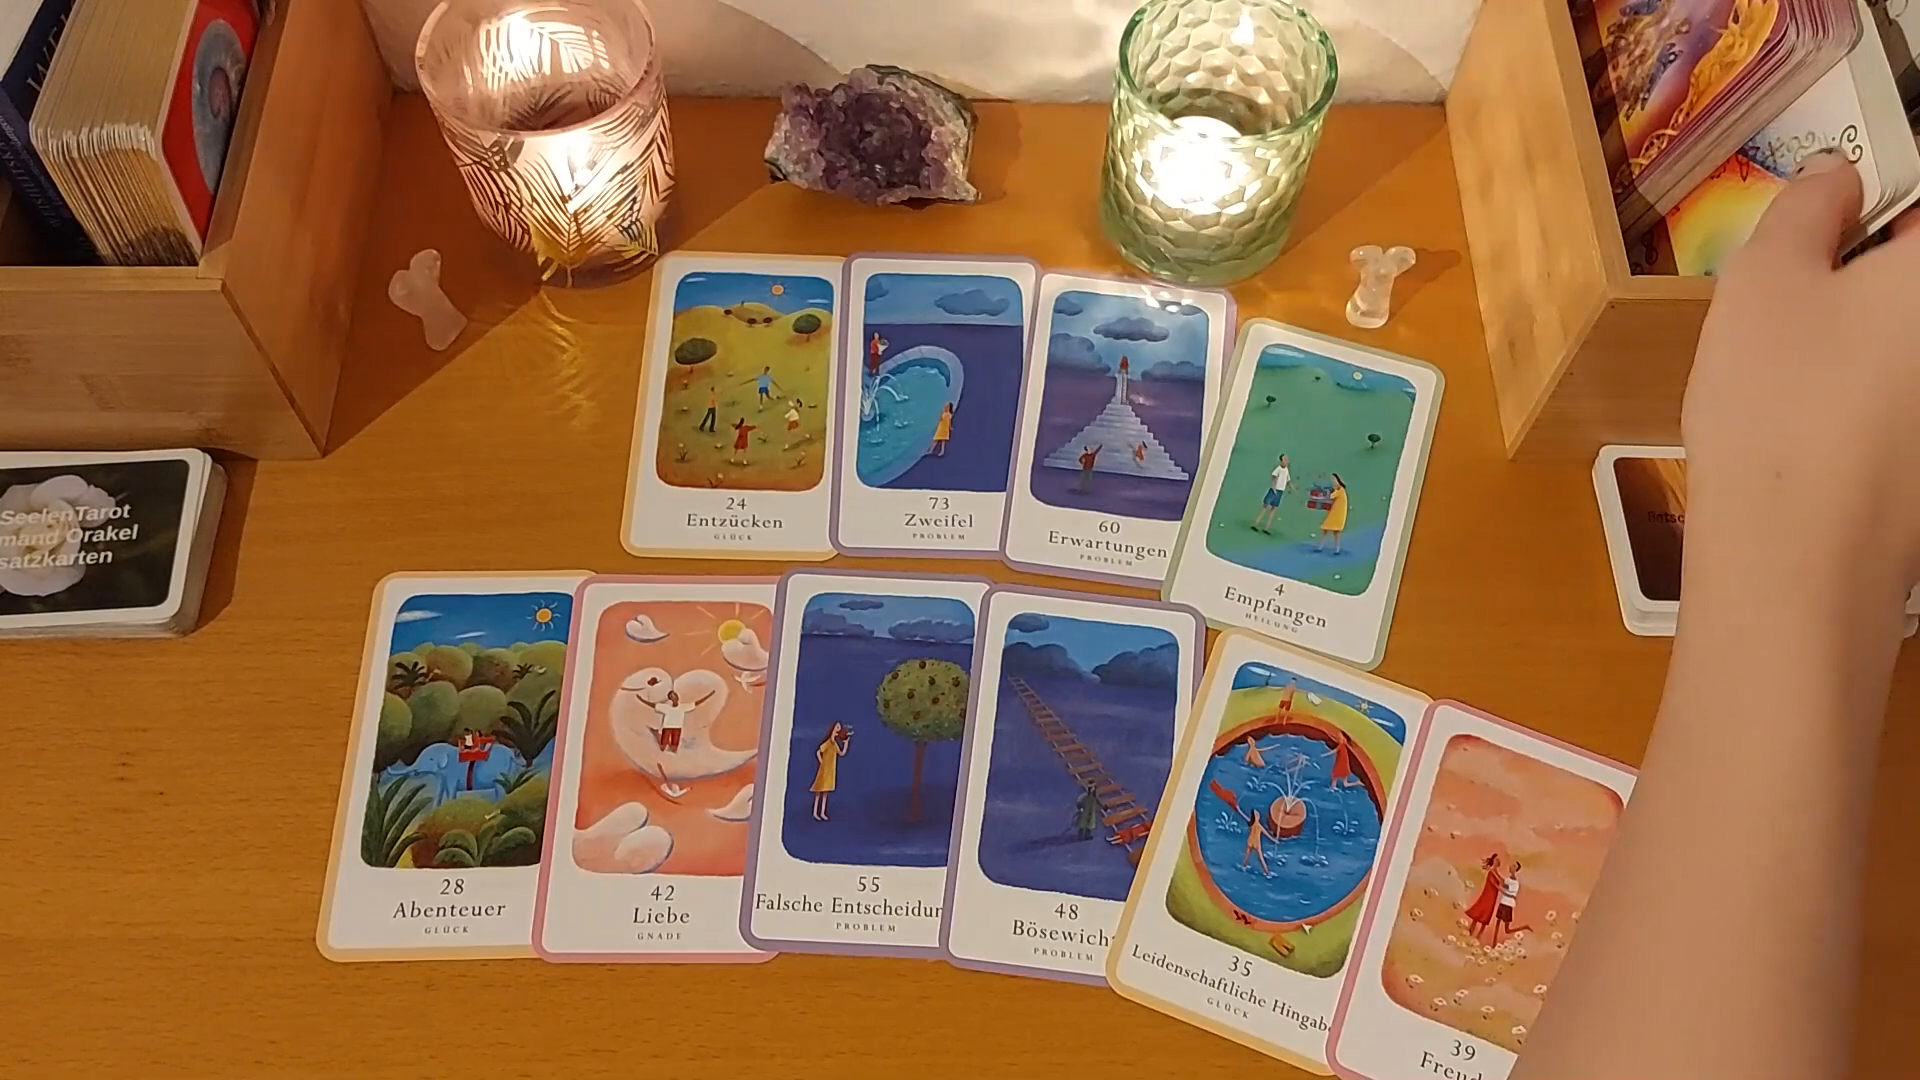 24
Entzücken
GLÜCK
73
Zweifel
PROBLEM
60
Erwartungen
PROBLEM
4
Empfangen
HEILUNG
SeelenTarot
mand Orakel
satzkarten
28
Abenteuer
GLÜCK
42
Liebe
GNADE
55
Falsche Entscheidun
PROBLEM
48
Bösewich
PROBLEM
35
Leidenschaftliche Hingab
GLÜCK
39
Freud